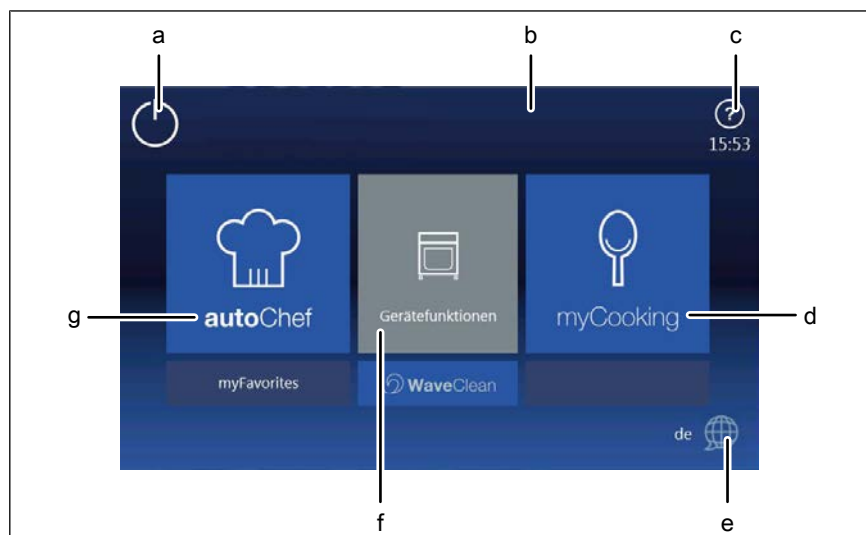 a b c
15:53
g autoChef Gerätefunktionen myCooking d
myFavorites WaveClean
de
f e